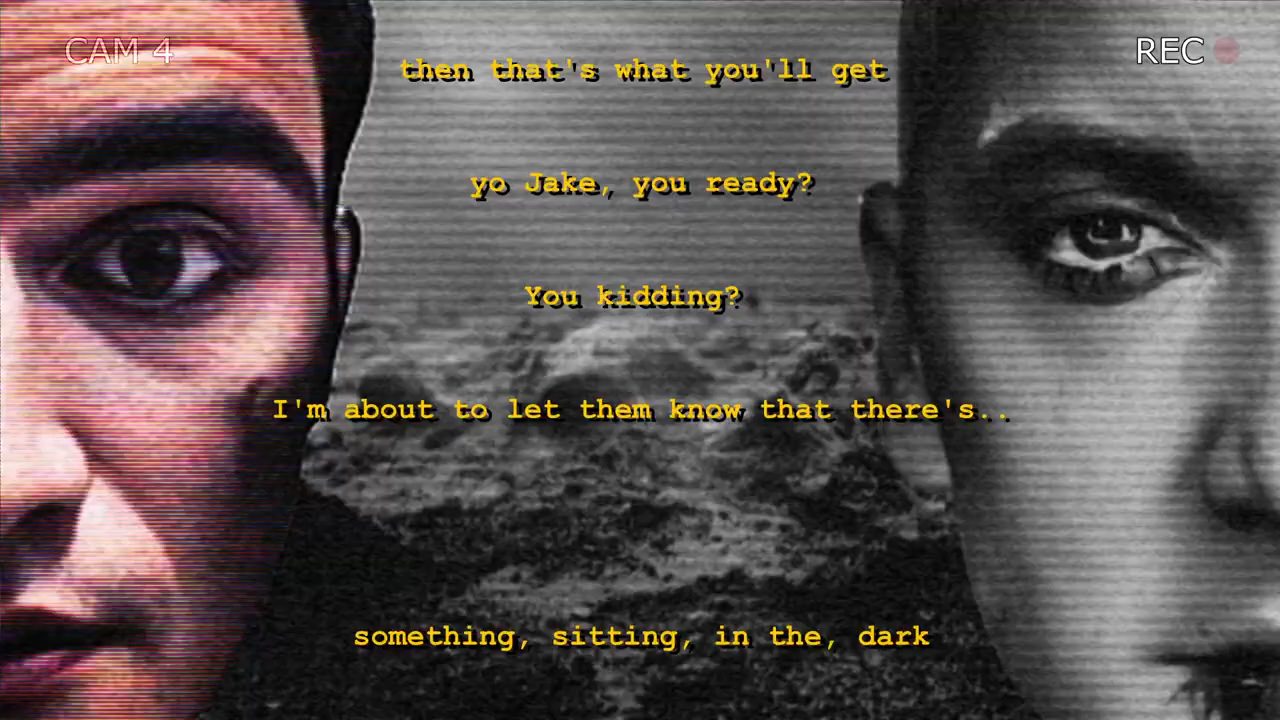 CAM 4
REC
then that's what you'll get
yo Jake, you ready?
You kidding?
I'm about to let them know that there's..
something, sitting, in the, dark